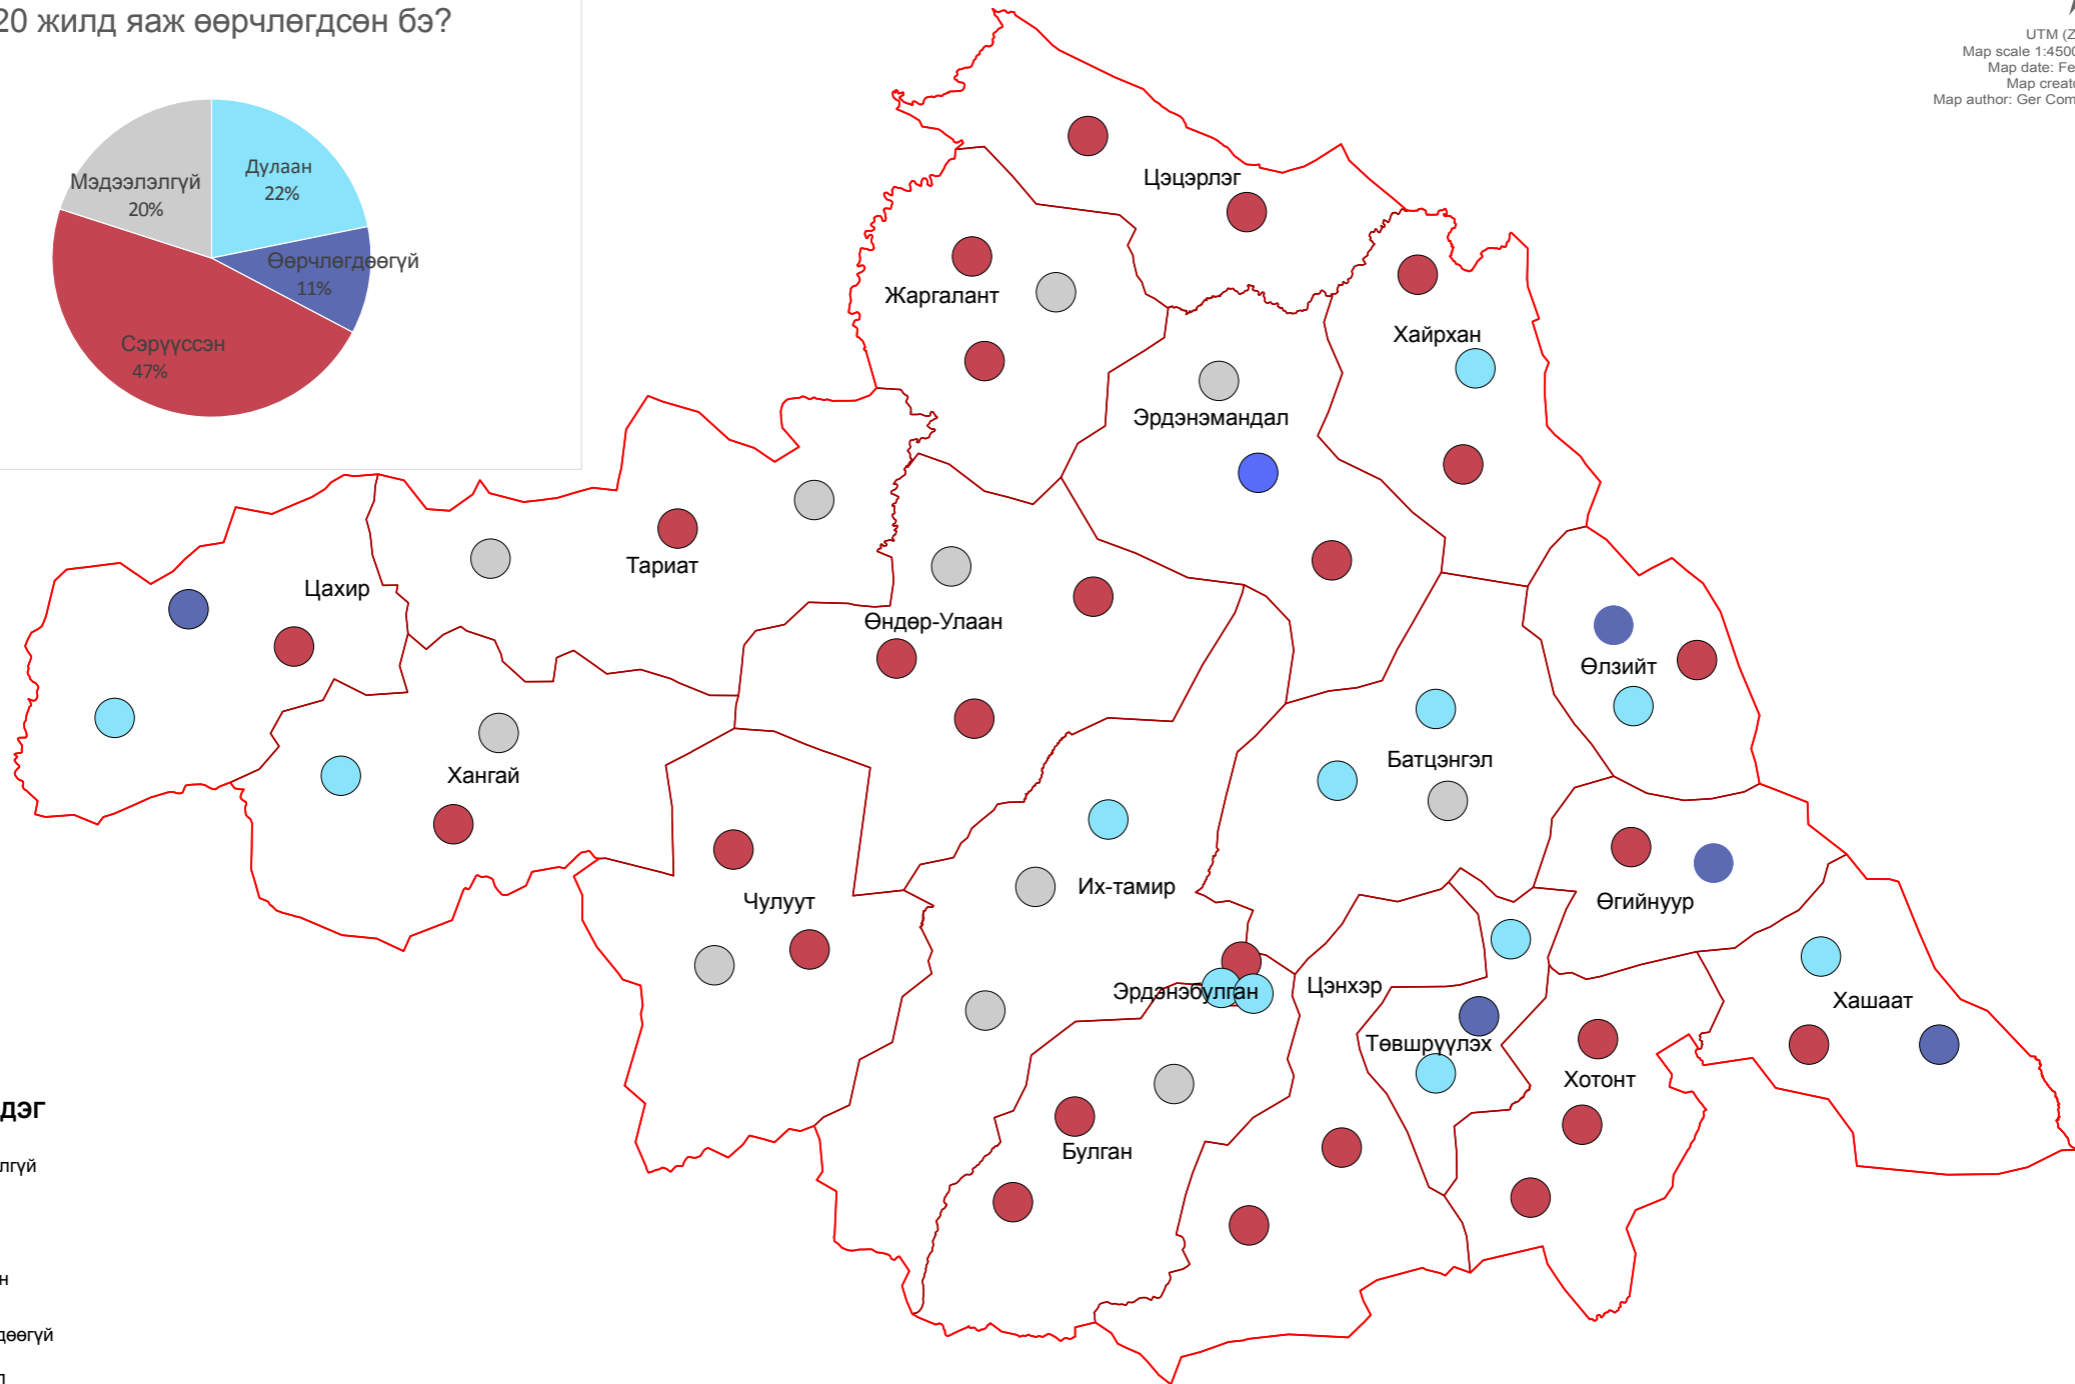 20 жилд яаж өөрчлөгдсөн бэ?
UTM (Z
Map scale 1:4500
Map date: Fe
Map create
Map author: Ger Com
Мэдээлэлгүй
20%
Дулаан
22%
Өөрчлөгдөөгүй
11%
Сэрүүссэн
47%
Цэцэрлэг
Жаргалант
Хайрхан
Эрдэнэмандал
Тариат
Цахир
Өндөр-Улаан
Өлзийт
Хангай
Батцэнгэл
Чулуут
Их-тамир
Өгийнуур
Эрдэнэбулган
Цэнхэр
Хашаат
Төвшрүүлэх
Хотонт
Булган
дэг
лгүй
н
дөөгүй